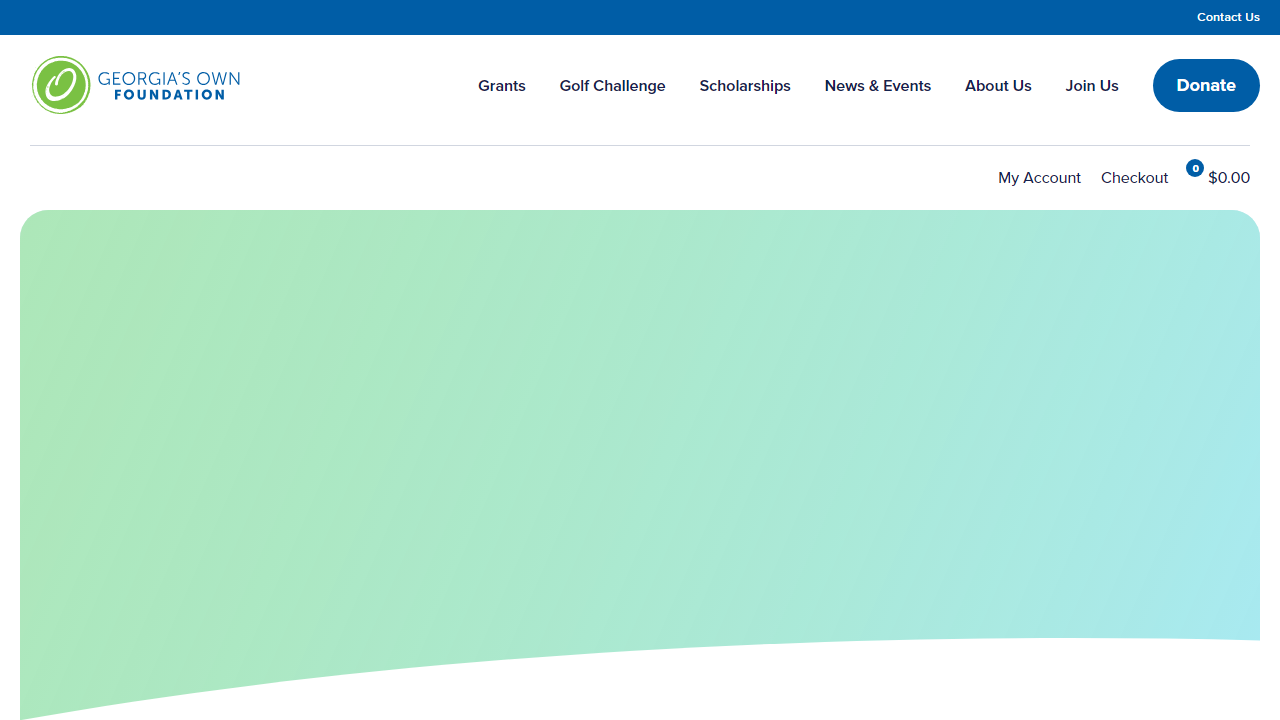 Contact Us
GEORGIA'S OWN
FOUNDATION
Grants Golf Challenge Scholarships News & Events About Us Join Us Donate
My Account Checkout 0 $0.00